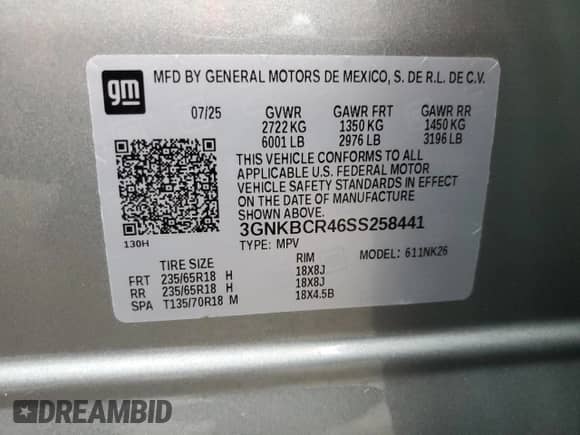 gm
MFD BY GENERAL MOTORS DE MEXICO, S. DE R.L. DE C.V.
07/25 GVWR GAWR FRT GAWR RR
2722 KG 1350 KG 1450 KG
6001 LB 2976 LB 3196 LB
THIS VEHICLE CONFORMS TO ALL
APPLICABLE U.S. FEDERAL MOTOR
VEHICLE SAFETY STANDARDS IN EFFECT
ON THE DATE OF MANUFACTURE
SHOWN ABOVE.
3GNKBCR46SS258441
130H
TYPE: MPV MODEL: 611NK26
TIRE SIZE RIM
FRT 235/65R18 H 18X8J
RR 235/65R18 H 18X8J
SPA T135/70R18 M 18X4.5B
DREAMBID